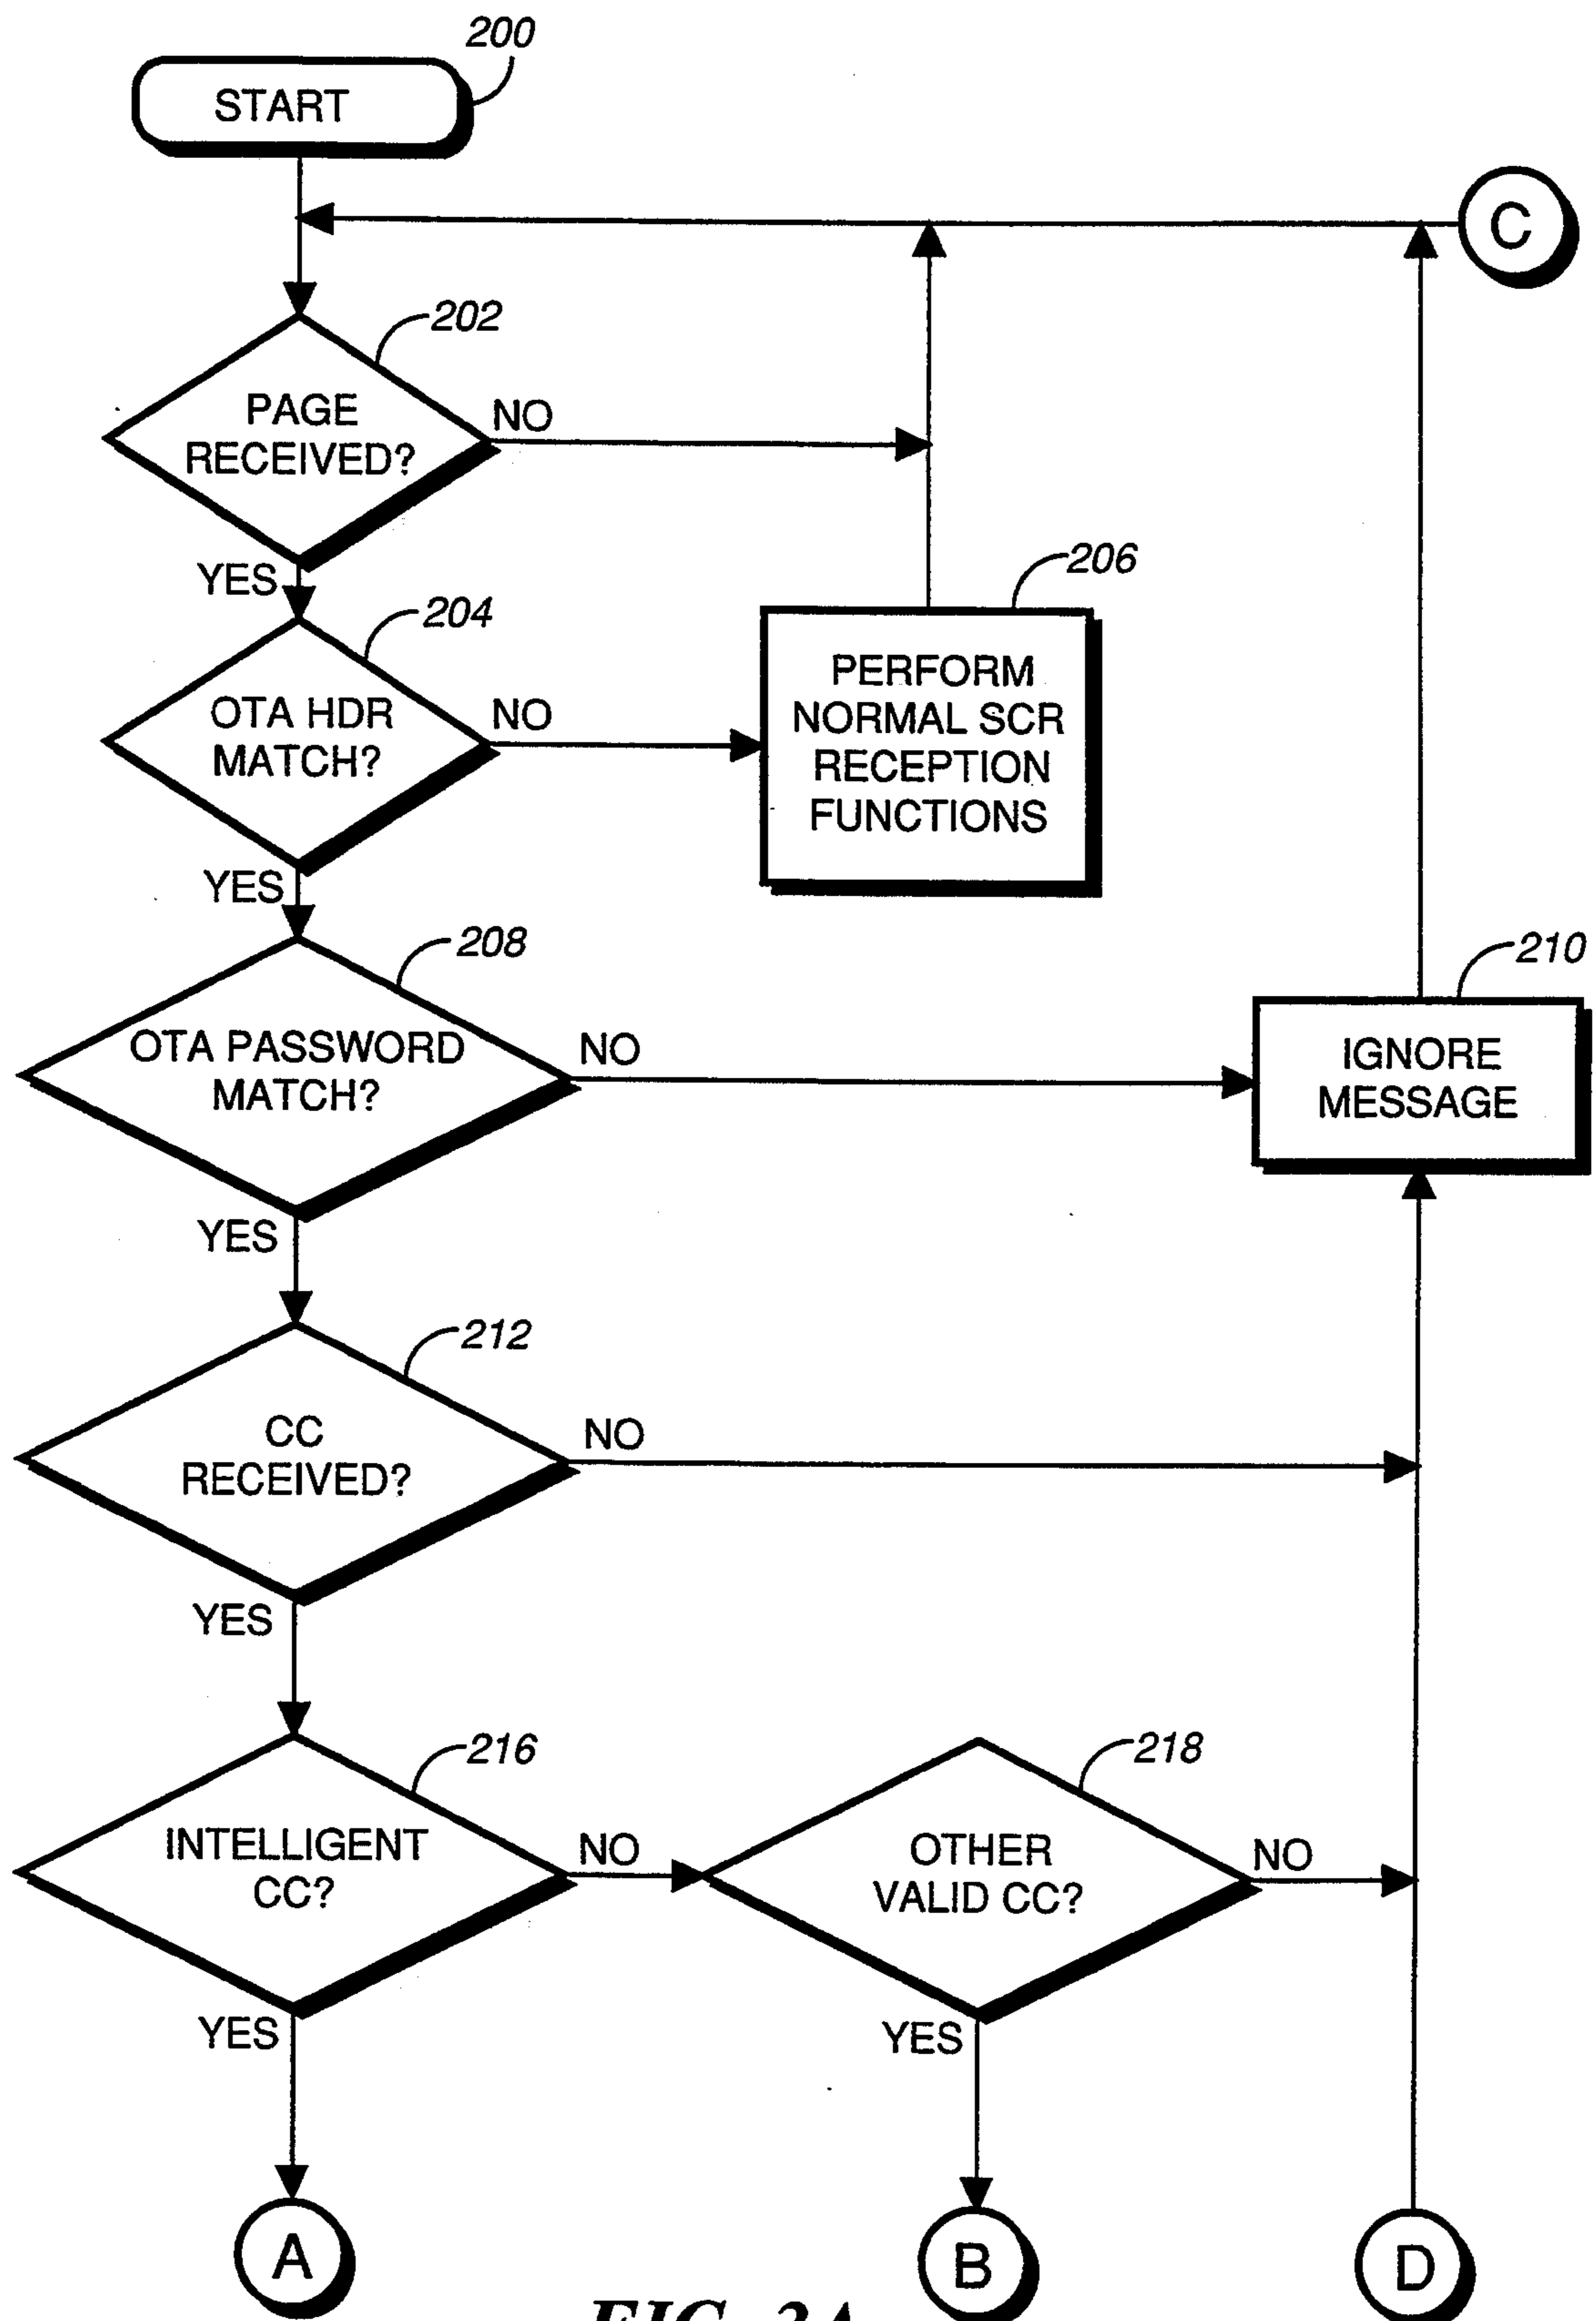 200
START
C
202
PAGE
RECEIVED?
NO
YES
204
206
OTA HDR
MATCH?
NO
PERFORM
NORMAL SCR
RECEPTION
FUNCTIONS
YES
208
210
OTA PASSWORD
MATCH?
NO
IGNORE
MESSAGE
YES
212
CC
RECEIVED?
NO
YES
216
218
INTELLIGENT
CC?
NO
OTHER
VALID CC?
NO
YES
YES
A
B
D